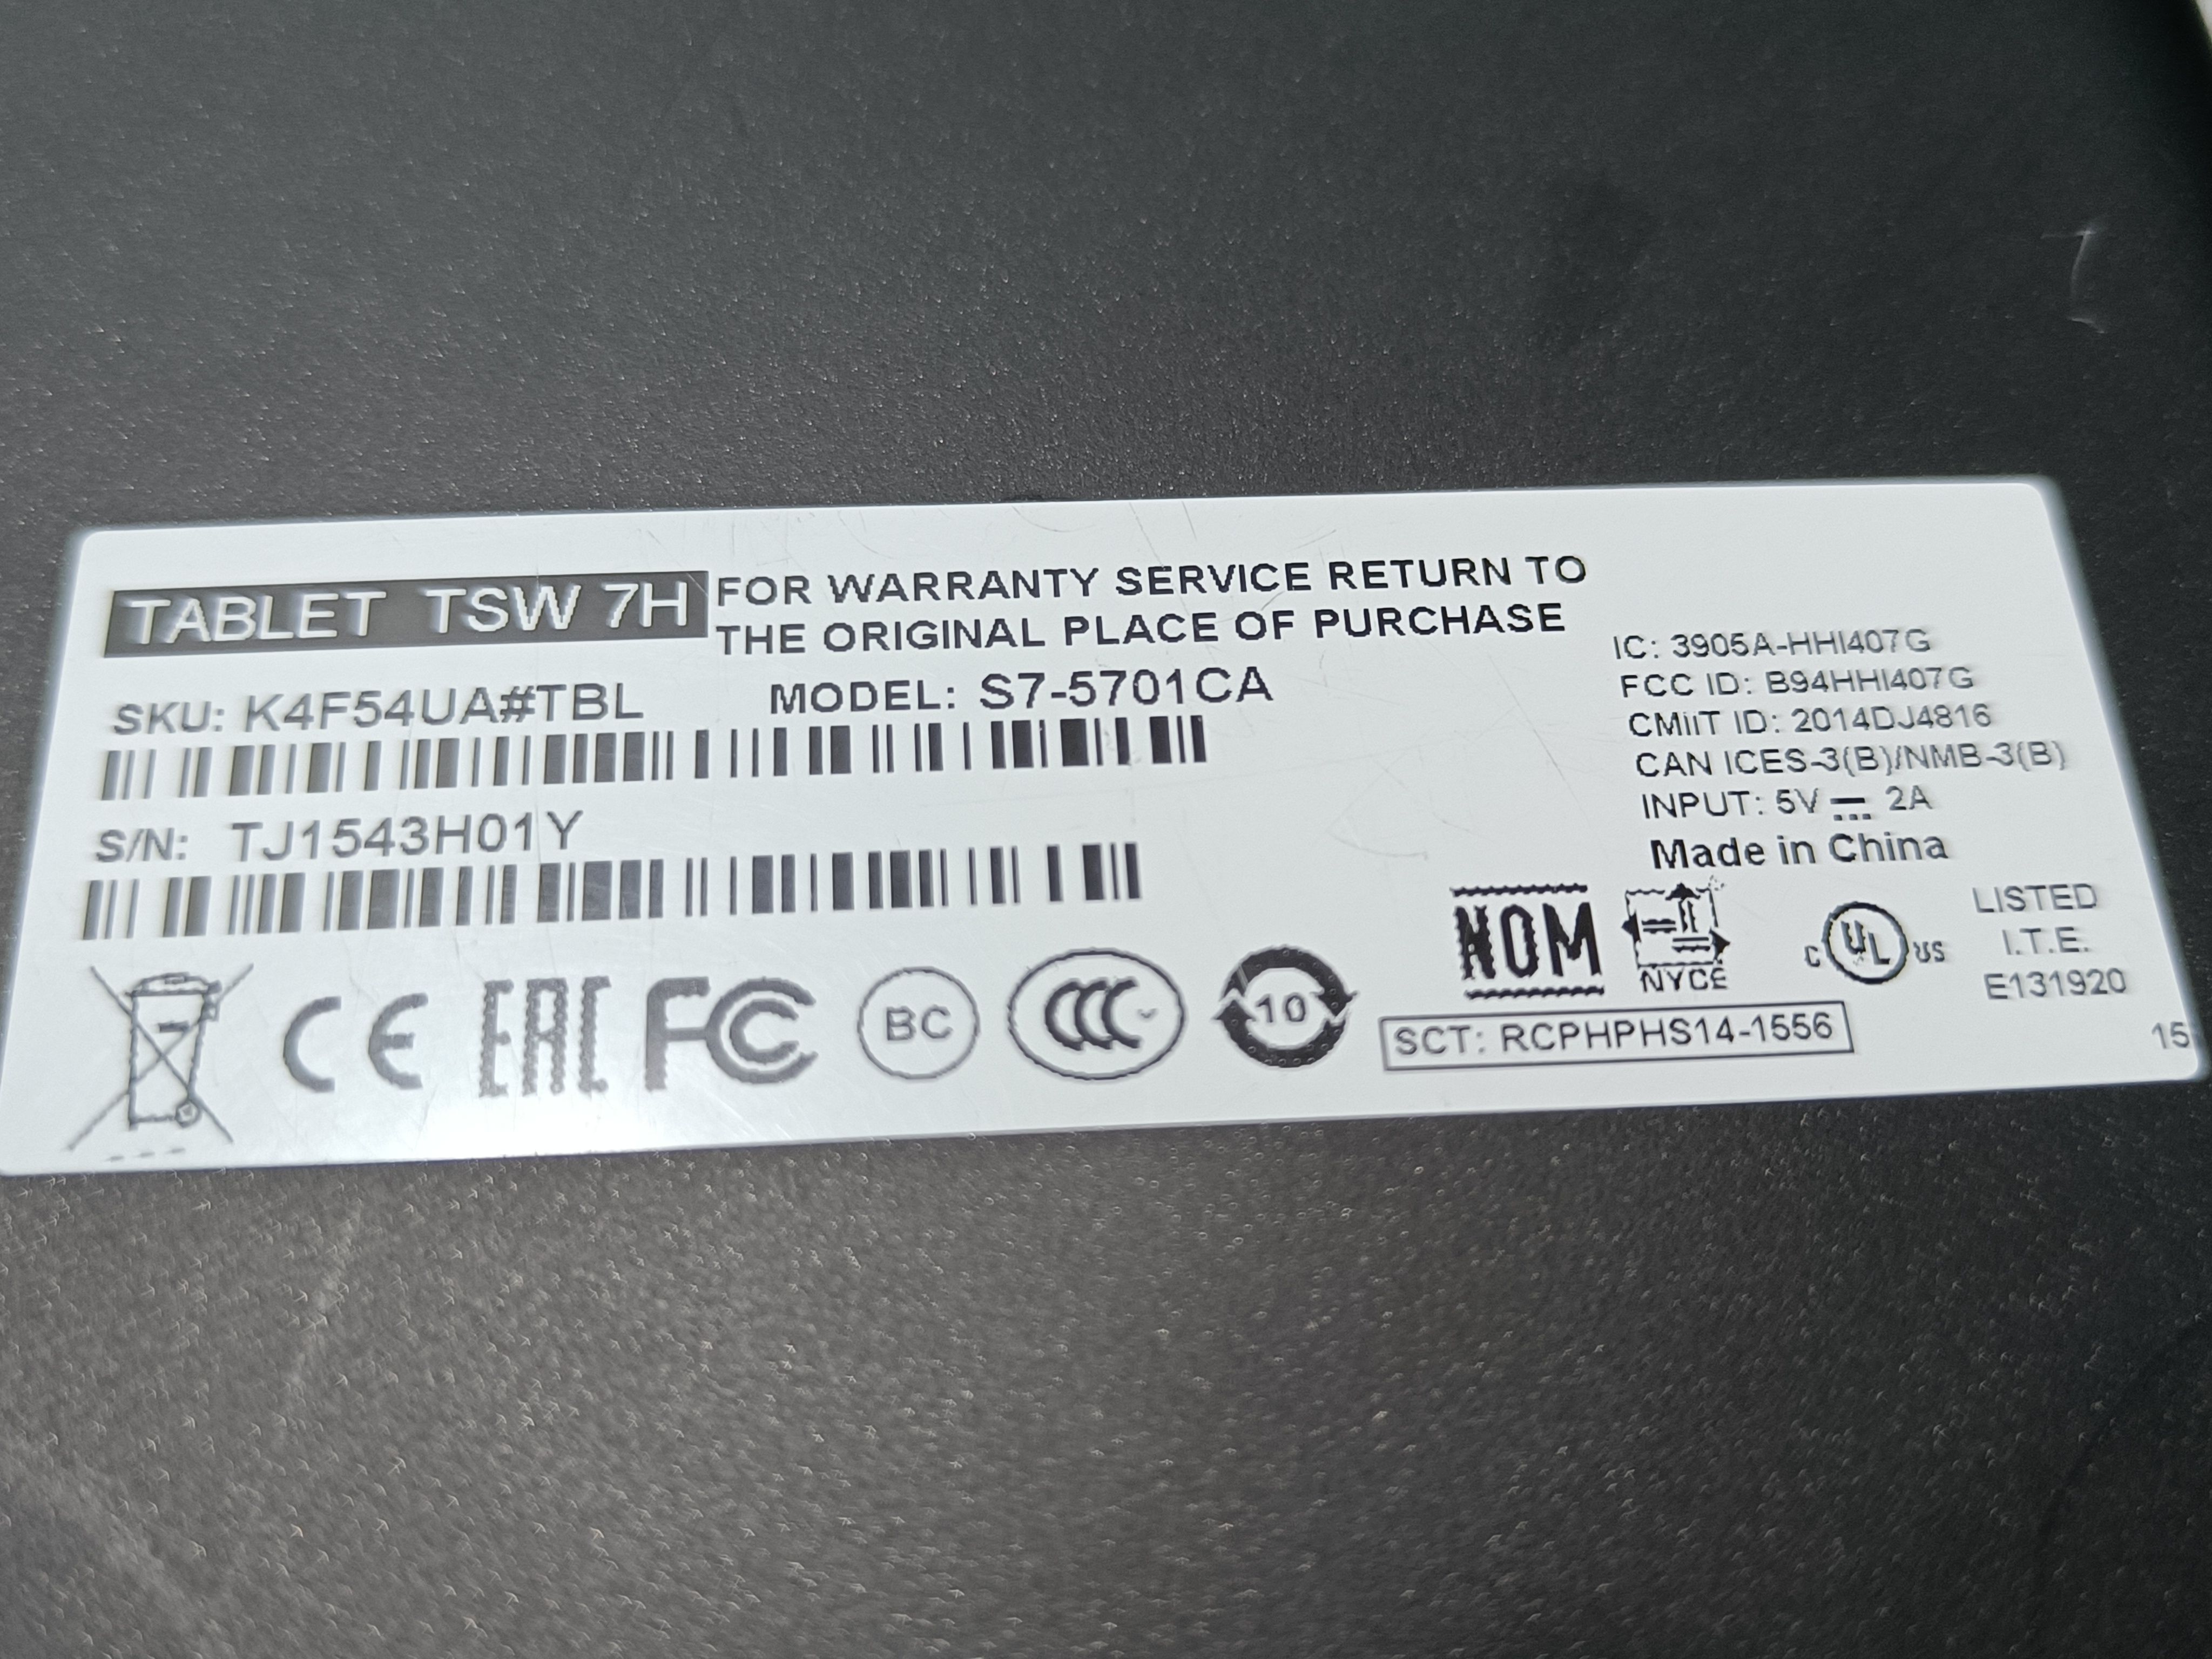 TABLET TSW 7H
FOR WARRANTY SERVICE RETURN TO
THE ORIGINAL PLACE OF PURCHASE
SKU: K4F54UA#TBL
MODEL: S7-5701CA
S/N: TJ1543H01Y
IC: 3905A-HHI407G
FCC ID: B94HHI407G
CMIIT ID: 2014DJ4816
CAN ICES-3(B)/NMB-3(B)
INPUT: 5V ⎓ 2A
Made in China
CE EAC FC BC CCC 10
NOM
NYCE
C UL US
LISTED
I.T.E.
E131920
SCT: RCPHPHS14-1556
15